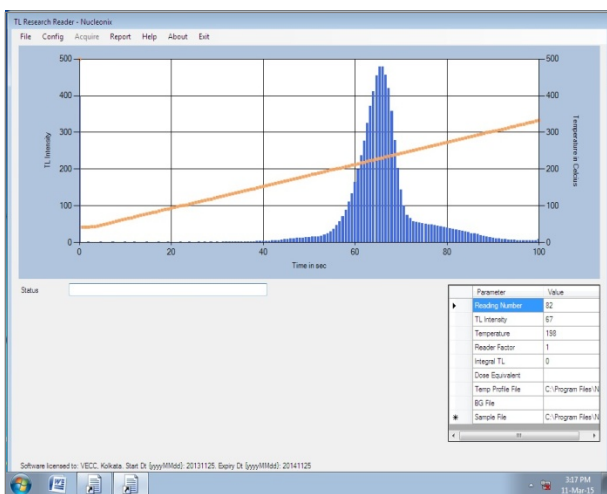 TL Research Reader - Nucleonix
File Config Acquire Report Help About Exit
500 500
400 400
300 300
200 200
100 100
0 0
TL Intensity
Temperature in Celcius
0 20 40 60 80 100
Time in sec
Status
Parameter Value
Reading Number 82
TL Intensity 67
Temperature 198
Reader Factor 1
Integral TL 0
Dose Equivalent
Temp Profile File C:\Program Files\N
BG File
Sample File C:\Program Files\N
Software licensed to: VECC, Kolkata. Start Dt (yyyyMMdd): 20131125, Expiry Dt (yyyyMMdd): 20141125
3:17 PM
11-Mar-15